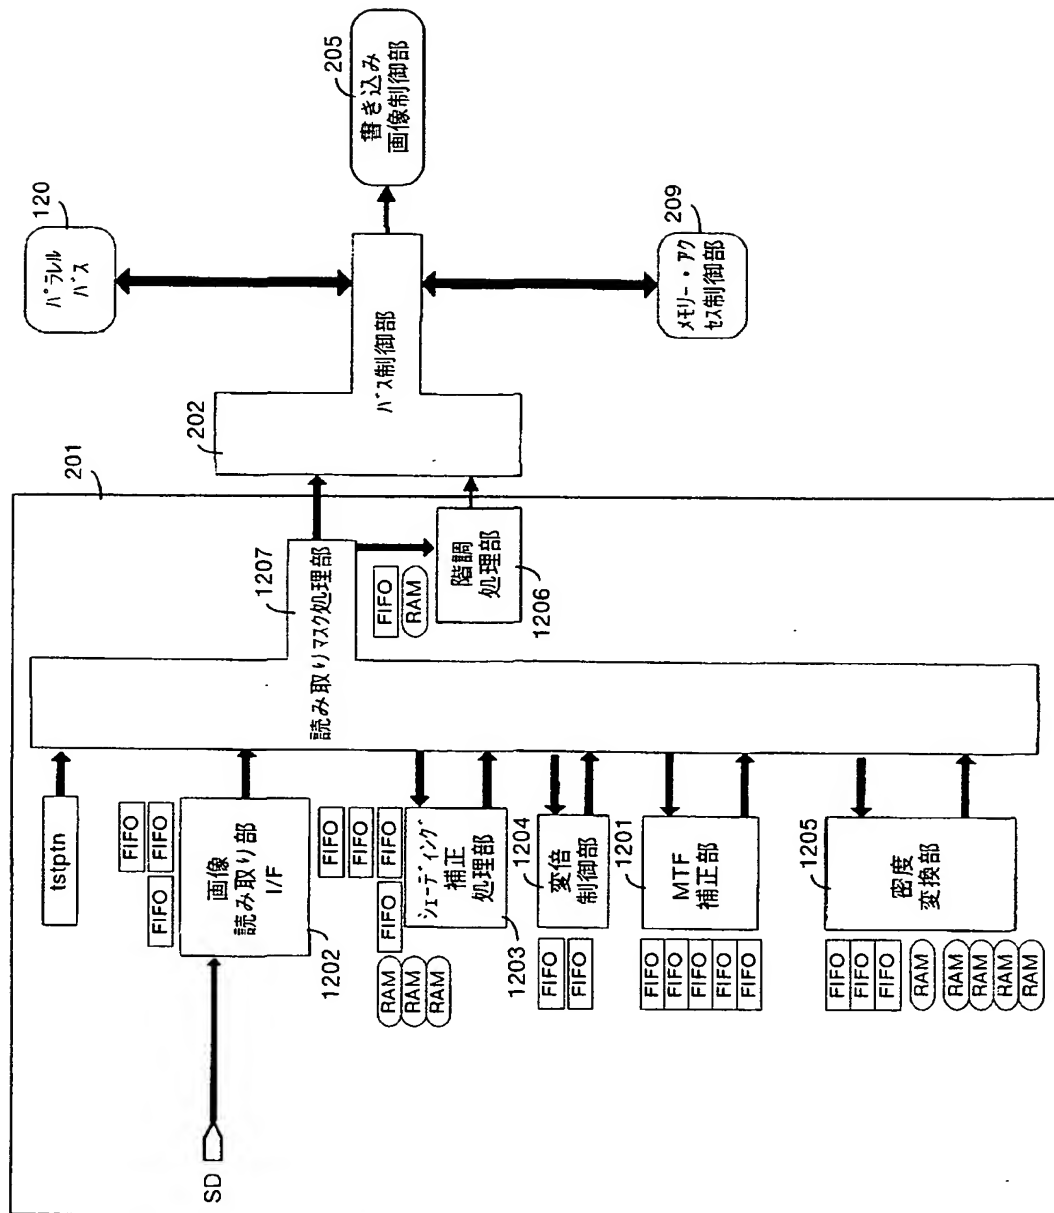 201
tstptn
FIFO
FIFO
FIFO
SD
画像
読み取り部
I/F
1202
FIFO
FIFO
FIFO
FIFO
RAM
RAM
RAM
シェーディング
補正
処理部
1203
FIFO
FIFO
1204
変倍
制御部
1201
MTF
補正部
FIFO
FIFO
FIFO
FIFO
FIFO
1205
密度
変換部
FIFO
FIFO
FIFO
RAM
RAM
RAM
RAM
RAM
1207
読み取りマスク処理部
FIFO
RAM
階調
処理部
1206
202
バス制御部
120
パラレル
バス
205
書き込み
画像制御部
209
メモリー・アク
セス制御部